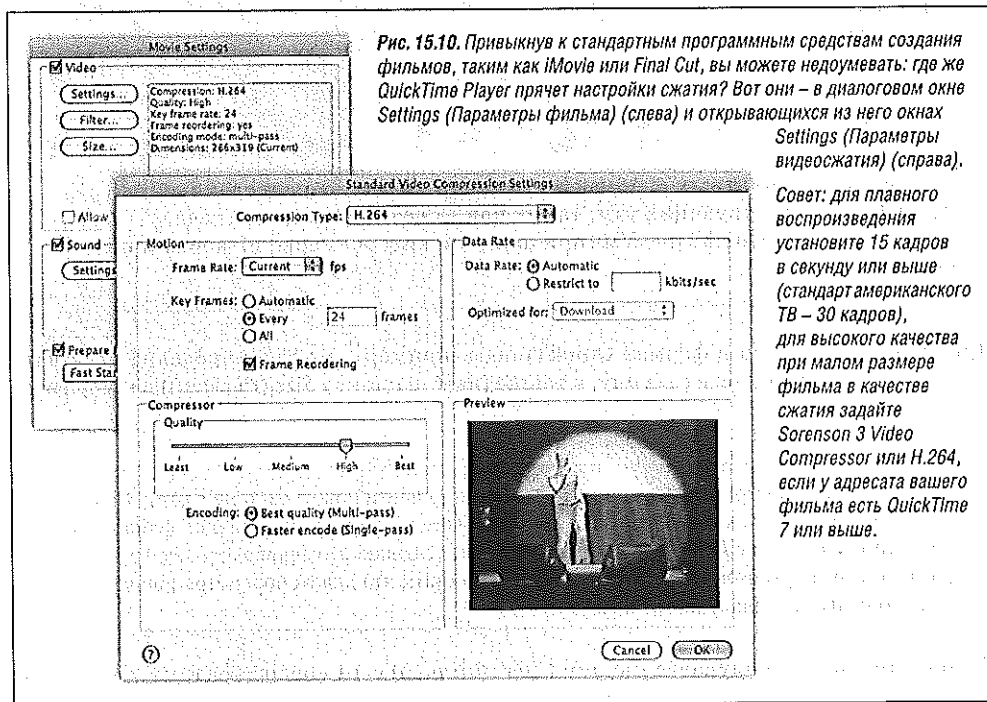 Рис. 15.10. Привыкнув к стандартным программным средствам создания
фильмов, таким как iMovie или Final Cut, вы можете недоумевать: где же
QuickTime Player прячет настройки сжатия? Вот они – в диалоговом окне
Settings (Параметры фильма) (слева) и открывающихся из него окнах
Settings (Параметры
видеосжатия) (справа).
Совет: для плавного
воспроизведения
установите 15 кадров
в секунду или выше
(стандарт американского
ТВ – 30 кадров),
для высокого качества
при малом размере
фильма в качестве
сжатия задайте
Sorenson 3 Video
Compressor или H.264,
если у адресата вашего
фильма есть QuickTime
7 или выше.
Movie Settings
Video
Settings...
Filter...
Size...
Compression: H.264
Quality: High
Key frame rate: 24
Frame reordering: yes
Encoding mode: multi-pass
Dimensions: 266x319 (Current)
Allow
Sound
Settings
Prepare
Fast Star
Standard Video Compression Settings
Compression Type: H.264
Motion
Frame Rate: Current fps
Key Frames: Automatic
Every 24 frames
All
Frame Reordering
Data Rate
Data Rate: Automatic
Restrict to kbits/sec
Optimized for: Download
Compressor
Quality
Least Low Medium High Best
Encoding: Best quality (Multi-pass)
Faster encode (Single-pass)
Preview
?
Cancel OK